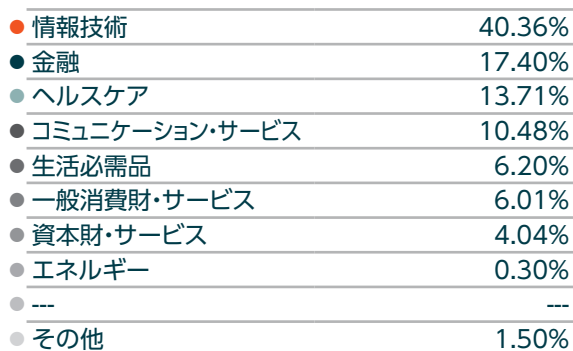 情報技術 40.36%
金融 17.40%
ヘルスケア 13.71%
コミュニケーション・サービス 10.48%
生活必需品 6.20%
一般消費財・サービス 6.01%
資本財・サービス 4.04%
エネルギー 0.30%
--- ---
その他 1.50%